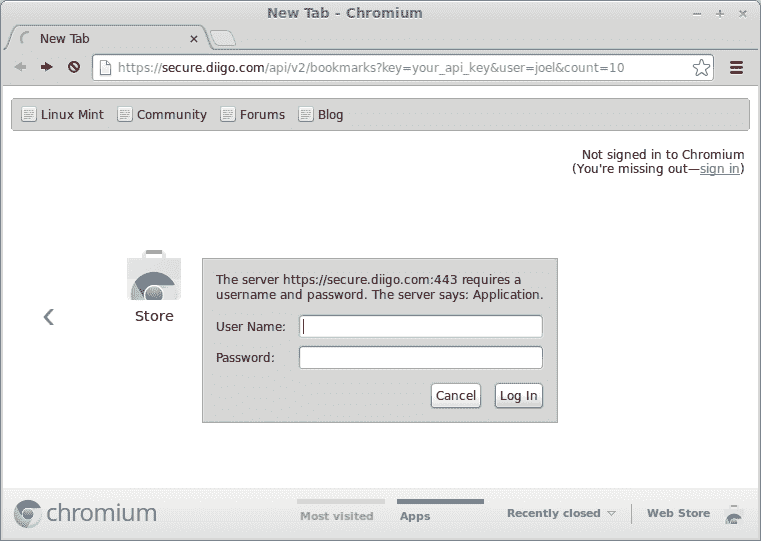 New Tab - Chromium
New Tab
https://secure.diigo.com/api/v2/bookmarks?key=your_api_key&user=joel&count=10
Linux Mint Community Forums Blog
Not signed in to Chromium
(You're missing out—sign in)
Store
The server https://secure.diigo.com:443 requires a
username and password. The server says: Application.
User Name:
Password:
Cancel Log In
chromium
Most visited Apps Recently closed Web Store